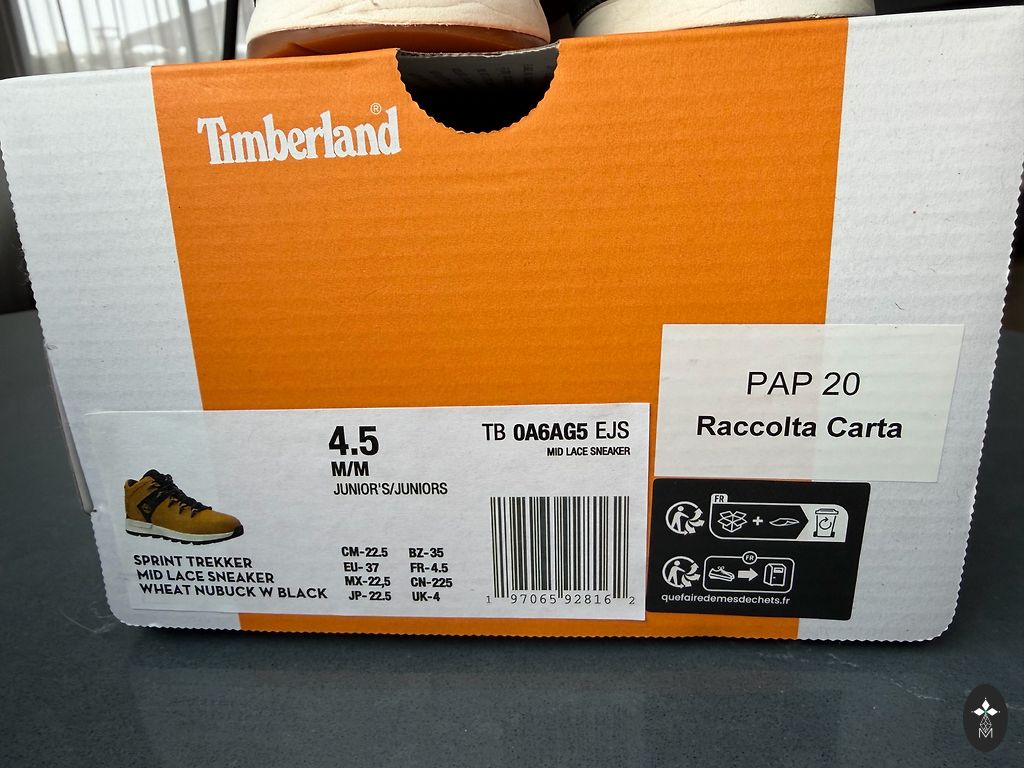 Timberland®
PAP 20
Raccolta Carta
4.5
M/M
JUNIOR'S/JUNIORS
TB 0A6AG5 EJS
MID LACE SNEAKER
SPRINT TREKKER
MID LACE SNEAKER
WHEAT NUBUCK W BLACK
CM-22.5 BZ-35
EU-37 FR-4.5
MX-22,5 CN-225
JP-22.5 UK-4
1 97065 92816 2
FR
FR
quefairedemesdechets.fr
M